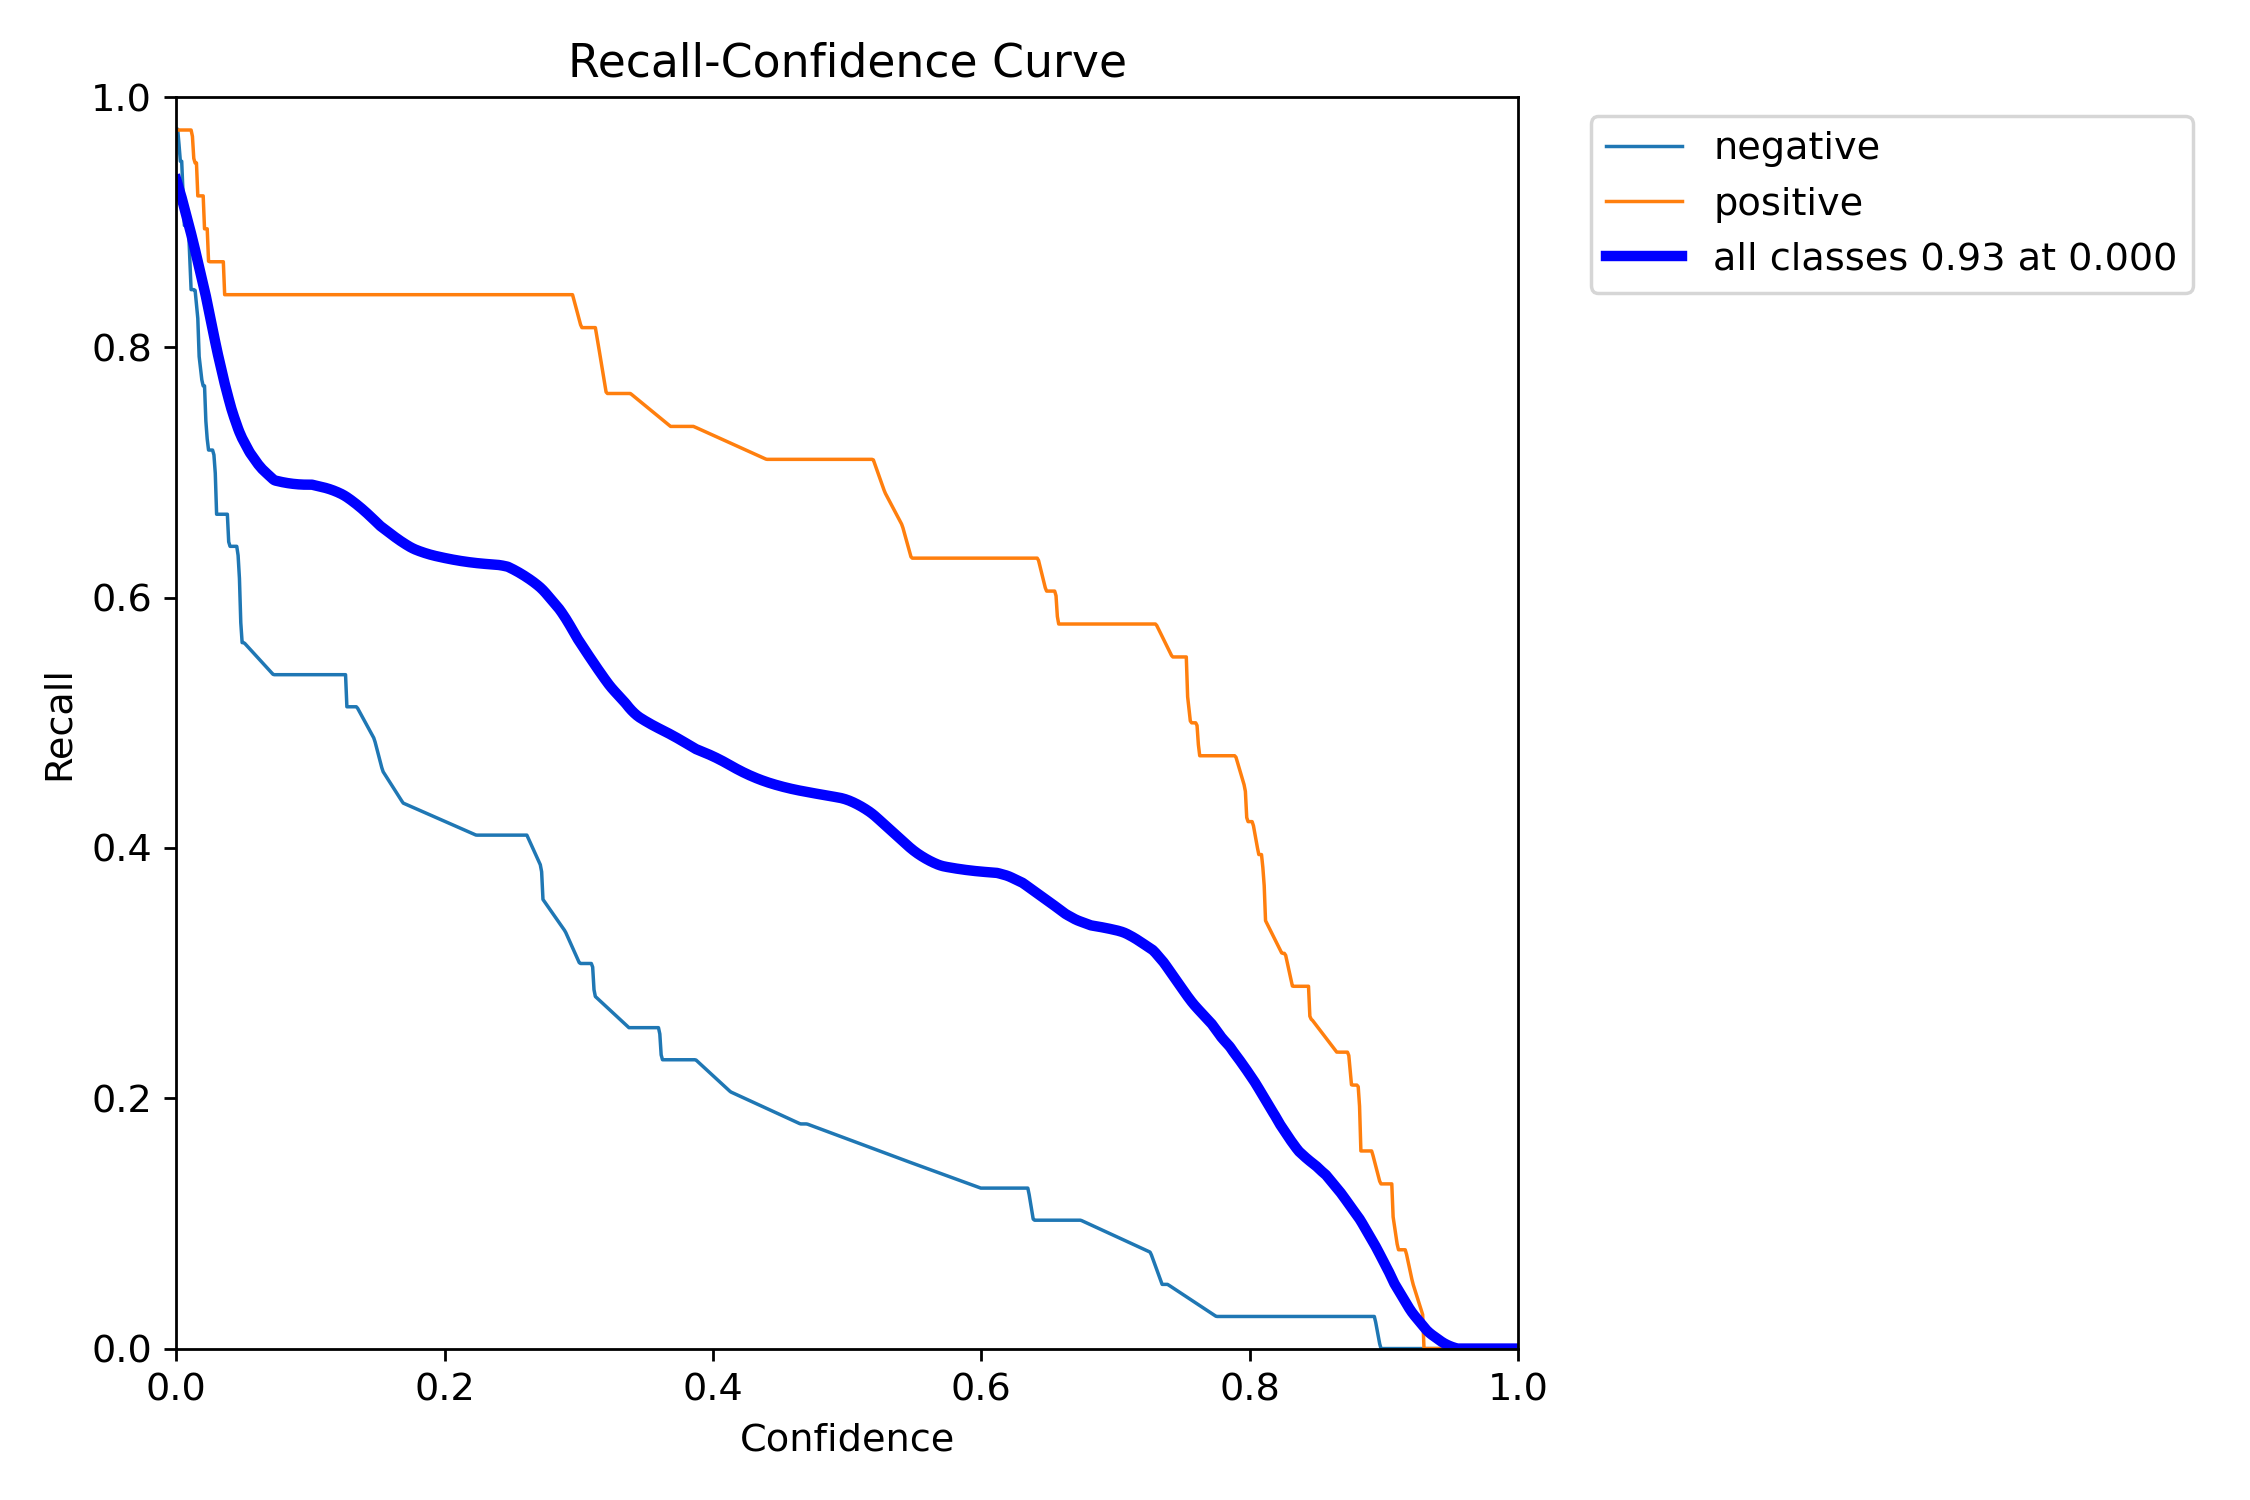 Recall-Confidence Curve
1.0
0.8
0.6
0.4
0.2
0.0
Recall
0.0 0.2 0.4 0.6 0.8 1.0
Confidence
negative
positive
all classes 0.93 at 0.000